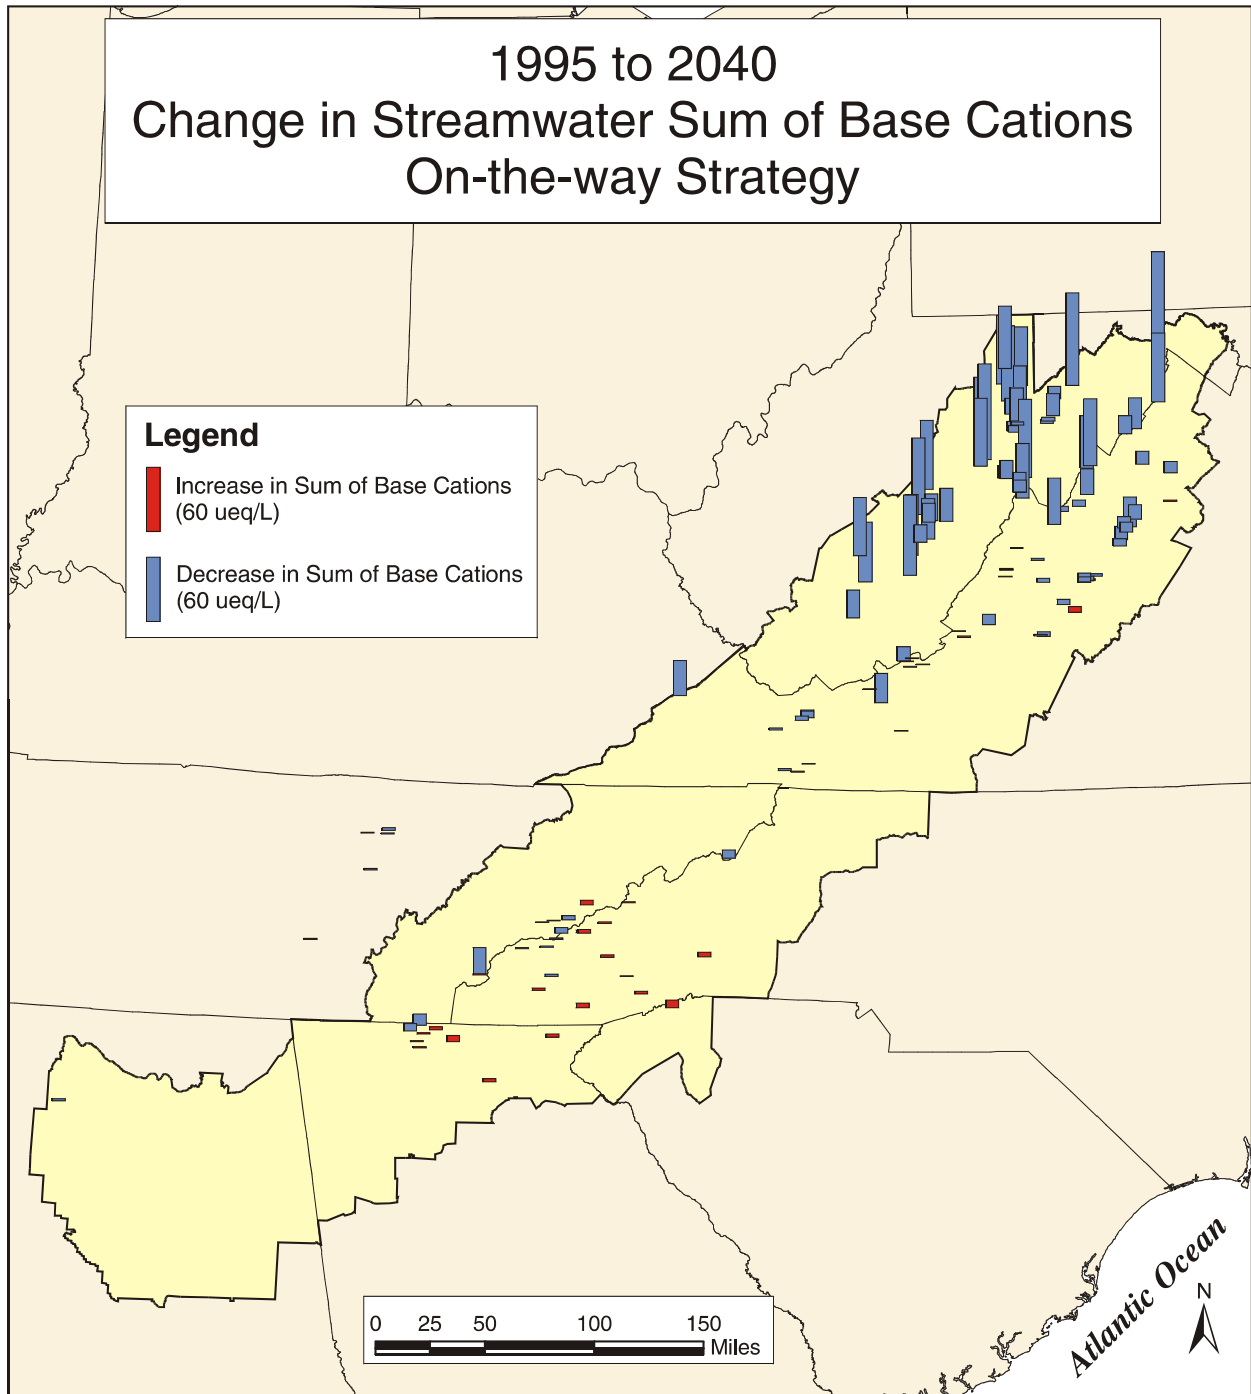 1995 to 2040
Change in Streamwater Sum of Base Cations
On-the-way Strategy
Legend
Increase in Sum of Base Cations
(60 ueq/L)
Decrease in Sum of Base Cations
(60 ueq/L)
0 25 50 100 150
Miles
Atlantic Ocean
N